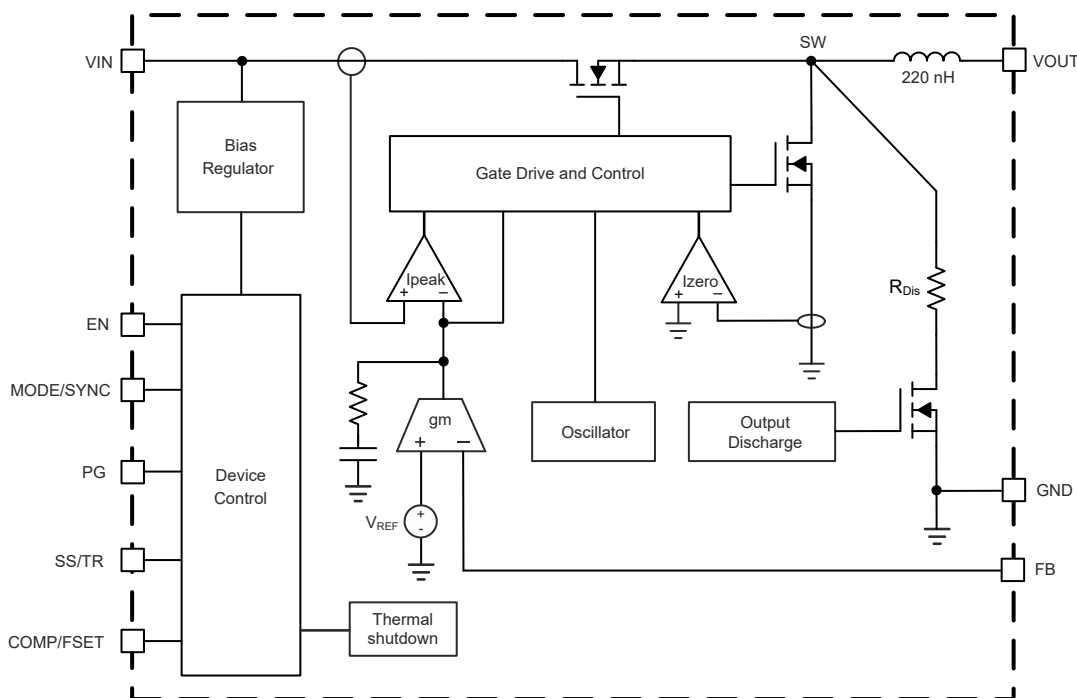 SW
VIN
VOUT
220 nH
Bias
Regulator
Gate Drive and Control
Ipeak
+ −
Izero
+ −
RDis
EN
MODE/SYNC
gm
+ −
Oscillator
Output
Discharge
PG
Device
Control
GND
VREF
+
-
SS/TR
FB
Thermal
shutdown
COMP/FSET